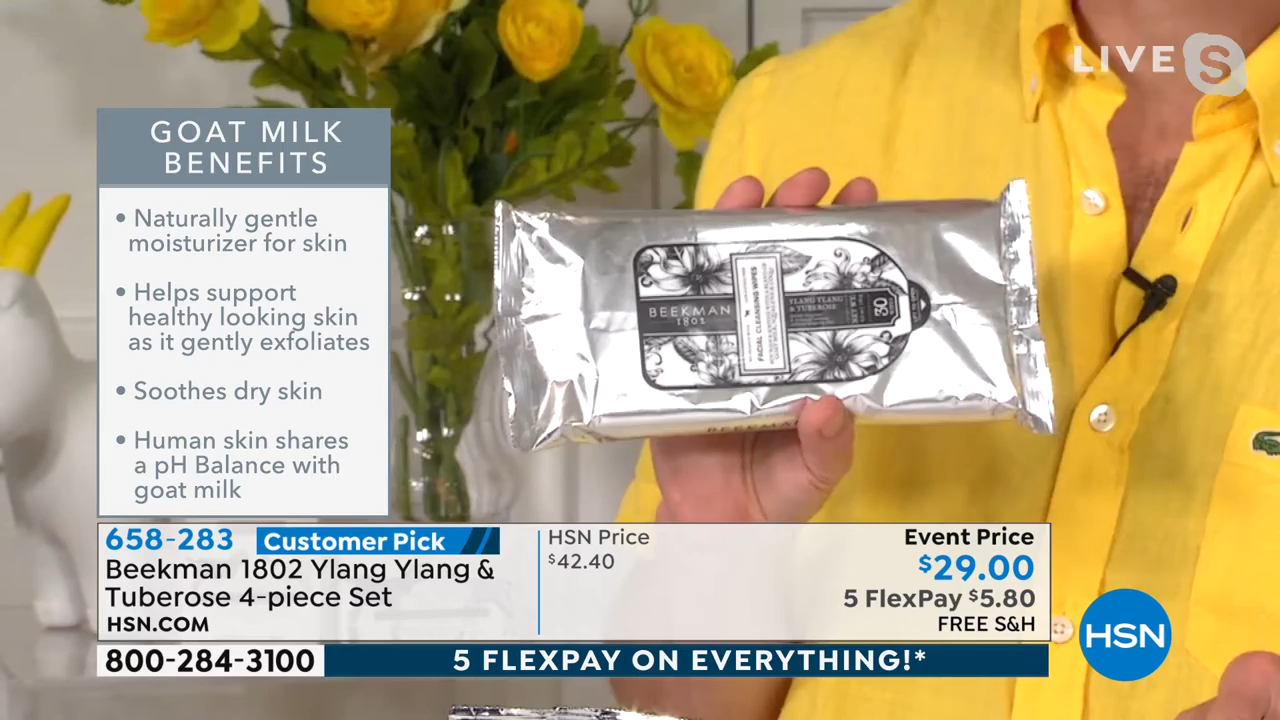 LIVE S
GOAT MILK
BENEFITS
• Naturally gentle
moisturizer for skin
• Helps support
healthy looking skin
as it gently exfoliates
• Soothes dry skin
• Human skin shares
a pH Balance with
goat milk
BEEKMAN
1802
FACIAL CLEANSING WIPES
YLANG YLANG
& TUBEROSE
30
BEEKMAN
658-283 Customer Pick
Beekman 1802 Ylang Ylang &
Tuberose 4-piece Set
HSN.COM
HSN Price
$42.40
Event Price
$29.00
5 FlexPay $5.80
FREE S&H
HSN
800-284-3100
5 FLEXPAY ON EVERYTHING!*